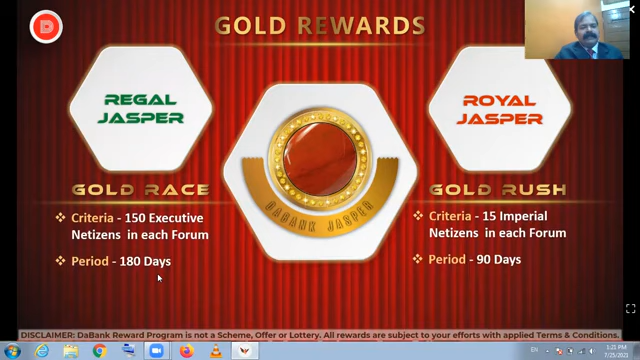 D
GOLD REWARDS
REGAL
JASPER
ROYAL
JASPER
DABANK JASPER
GOLD RACE
GOLD RUSH
❖ Criteria - 150 Executive
Netizens in each Forum
❖ Period - 180 Days
❖ Criteria - 15 Imperial
Netizens in each Forum
❖ Period - 90 Days
DISCLAIMER: DaBank Reward Program is not a Scheme, Offer or Lottery. All rewards are subject to your efforts with applied Terms & Conditions.
EN
1:21 PM
7/25/2021